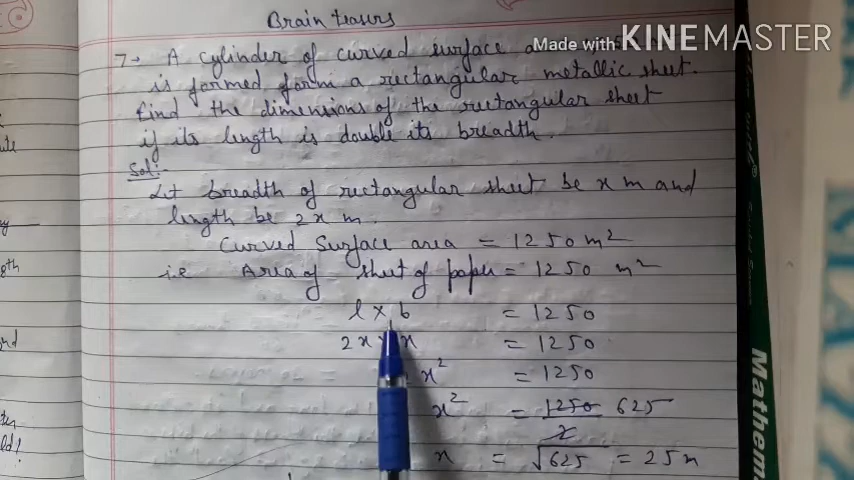 Brain teasers
Made with KINEMASTER
7→ A cylinder of curved surface
is formed form a rectangular metallic sheet.
Find the dimensions of the rectangular sheet
if its length is double its breadth.
Sol:-
Let breadth of rectangular sheet be x m and
length be 2x m.
Curved Surface area = 1250 m²
i.e Area of sheet of paper = 1250 m²
l × b = 1250
2x × x = 1250
x² = 1250
x² = 1250 625
2
x = √625 = 25 m
Mathem